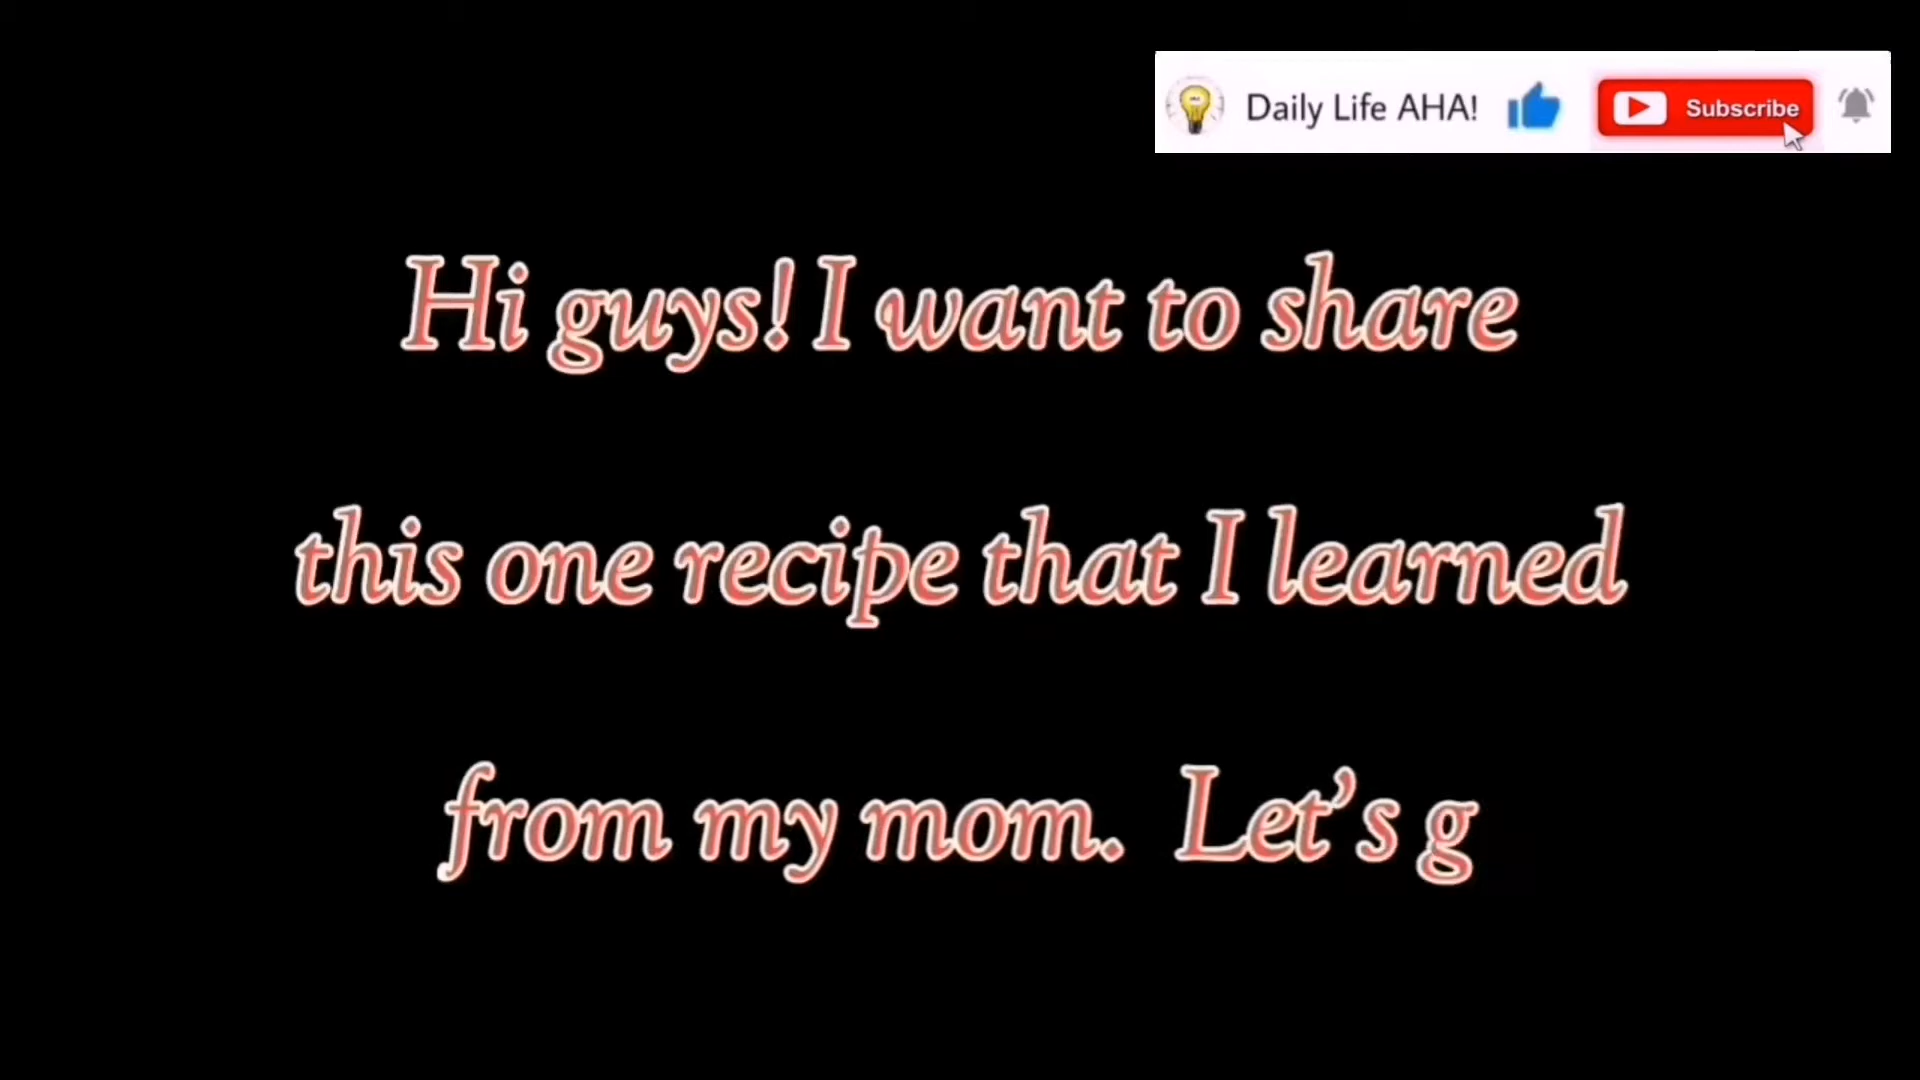 Daily Life AHA! Subscribe
Hi guys! I want to share
this one recipe that I learned
from my mom. Let's g